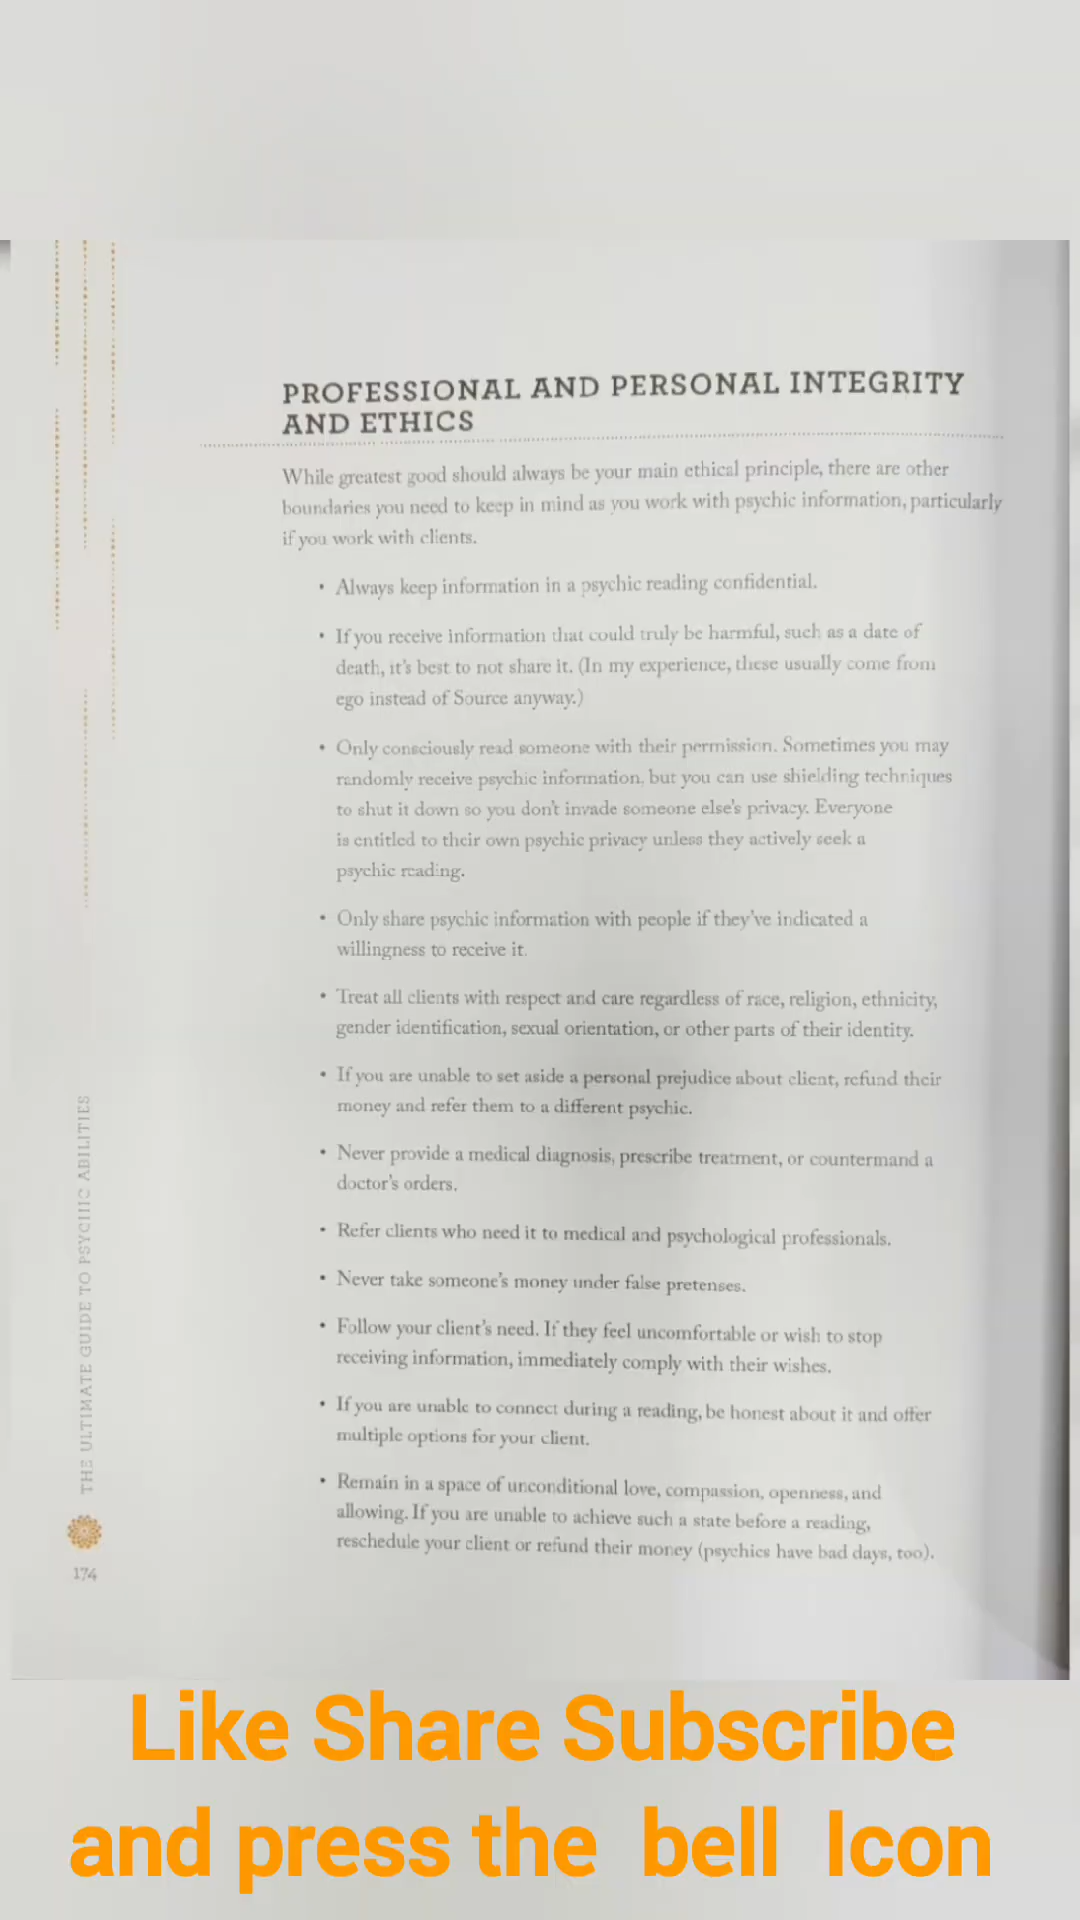 PROFESSIONAL AND PERSONAL INTEGRITY
AND ETHICS
While greatest good should always be your main ethical principle, there are other
boundaries you need to keep in mind as you work with psychic information, particularly
if you work with clients.
• Always keep information in a psychic reading confidential.
• If you receive information that could truly be harmful, such as a date of
death, it's best to not share it. (In my experience, these usually come from
ego instead of Source anyway.)
• Only consciously read someone with their permission. Sometimes you may
randomly receive psychic information, but you can use shielding techniques
to shut it down so you don't invade someone else's privacy. Everyone
is entitled to their own psychic privacy unless they actively seek a
psychic reading.
• Only share psychic information with people if they've indicated a
willingness to receive it.
• Treat all clients with respect and care regardless of race, religion, ethnicity,
gender identification, sexual orientation, or other parts of their identity.
• If you are unable to set aside a personal prejudice about client, refund their
money and refer them to a different psychic.
• Never provide a medical diagnosis, prescribe treatment, or countermand a
doctor's orders.
• Refer clients who need it to medical and psychological professionals.
• Never take someone's money under false pretenses.
• Follow your client's need. If they feel uncomfortable or wish to stop
receiving information, immediately comply with their wishes.
• If you are unable to connect during a reading, be honest about it and offer
multiple options for your client.
• Remain in a space of unconditional love, compassion, openness, and
allowing. If you are unable to achieve such a state before a reading,
reschedule your client or refund their money (psychics have bad days, too).
THE ULTIMATE GUIDE TO PSYCHIC ABILITIES
174
Like Share Subscribe
and press the bell Icon